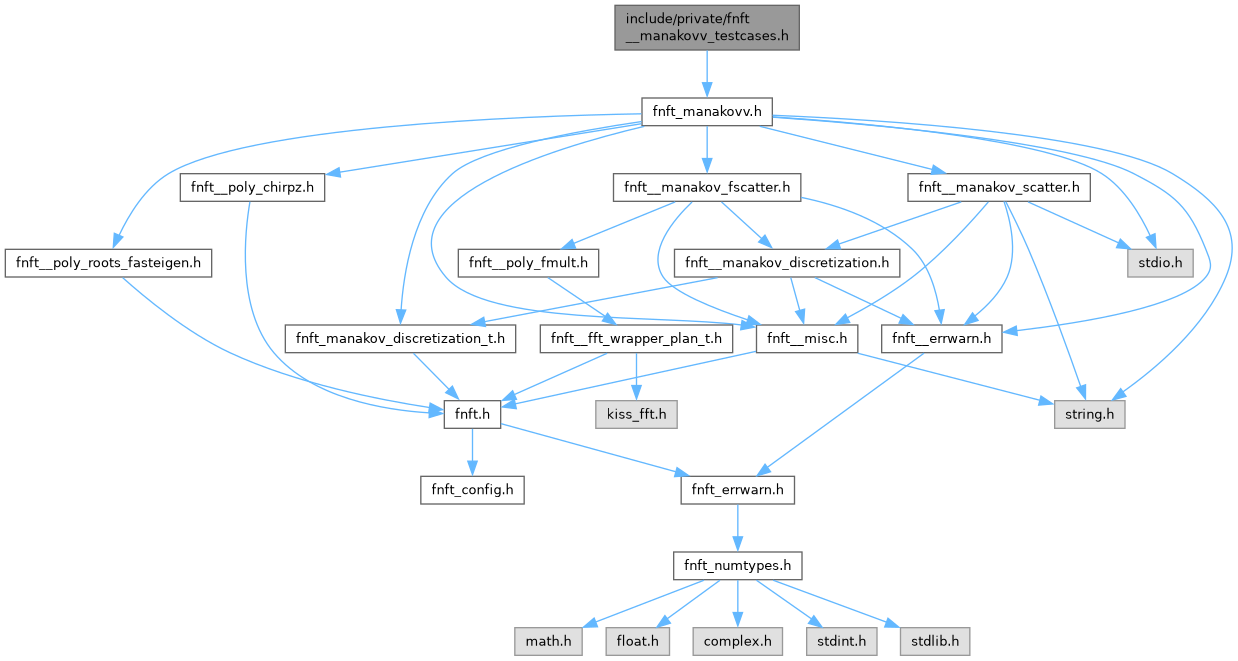 include/private/fnft
__manakovv_testcases.h
fnft_manakovv.h
fnft__poly_chirpz.h
fnft__manakov_fscatter.h
fnft__manakov_scatter.h
fnft__poly_roots_fasteigen.h
fnft__poly_fmult.h
fnft__manakov_discretization.h
stdio.h
fnft_manakov_discretization_t.h
fnft__fft_wrapper_plan_t.h
fnft__misc.h
fnft__errwarn.h
fnft.h
kiss_fft.h
string.h
fnft_config.h
fnft_errwarn.h
fnft_numtypes.h
math.h
float.h
complex.h
stdint.h
stdlib.h